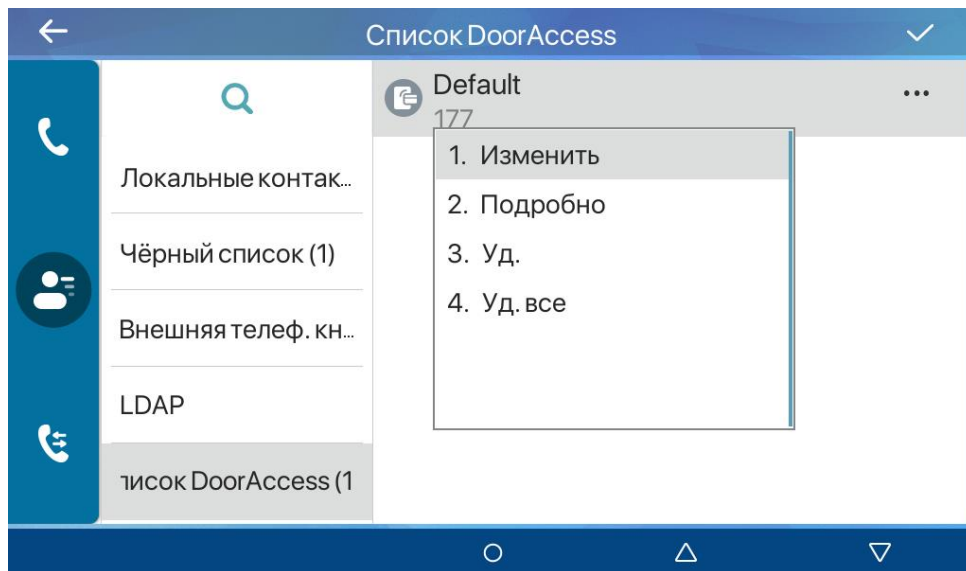 Список DoorAccess
Default
177
1. Изменить
2. Подробно
3. Уд.
4. Уд. все
Локальные контак...
Чёрный список (1)
Внешняя телеф. кн...
LDAP
писок DoorAccess (1